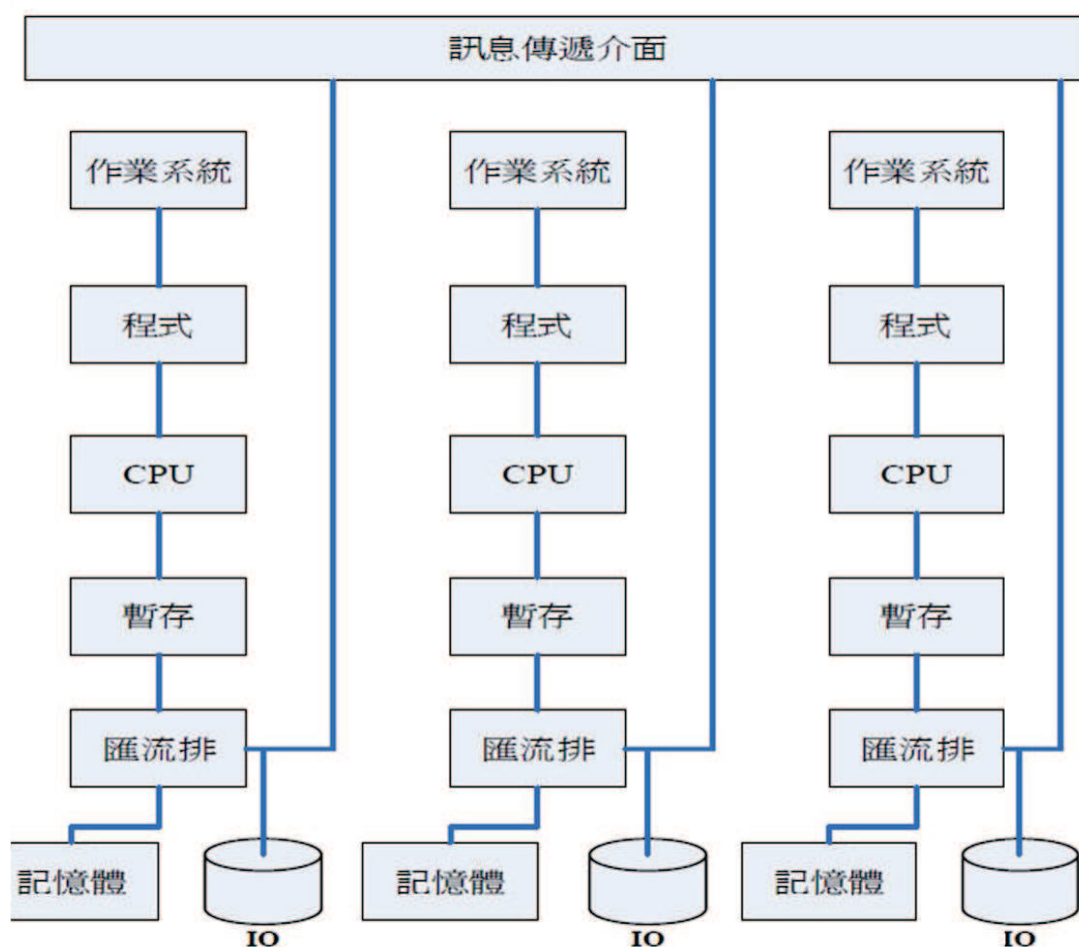 訊息傳遞介面
作業系統 作業系統 作業系統
程式 程式 程式
CPU CPU CPU
暫存 暫存 暫存
匯流排 匯流排 匯流排
記憶體 記憶體 記憶體
IO IO IO